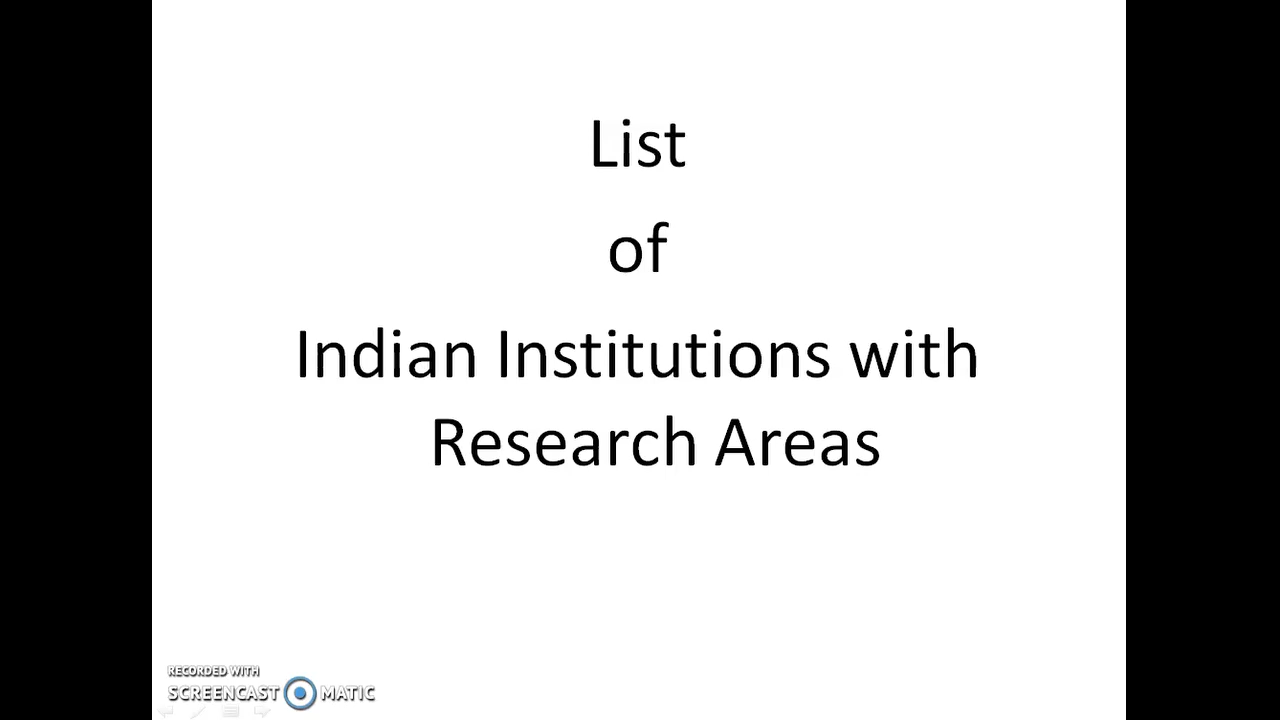 List
of
Indian Institutions with
Research Areas
RECORDED WITH
SCREENCAST MATIC